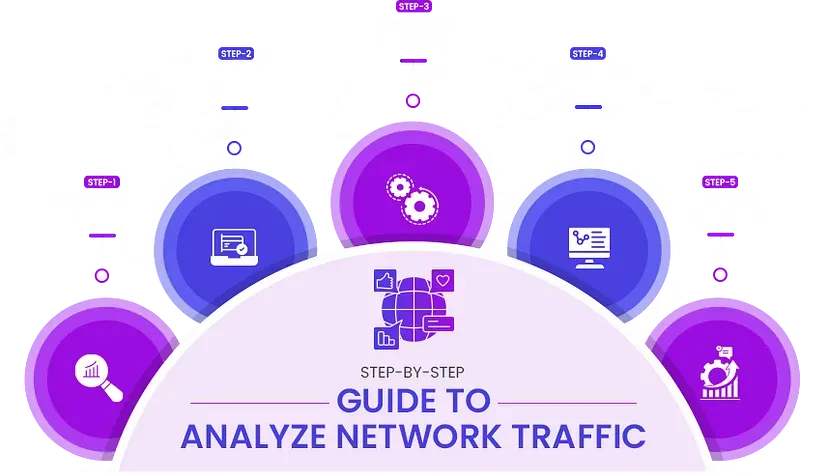 STEP-1
STEP-2
STEP-3
STEP-4
STEP-5
STEP-BY-STEP
GUIDE TO
ANALYZE NETWORK TRAFFIC